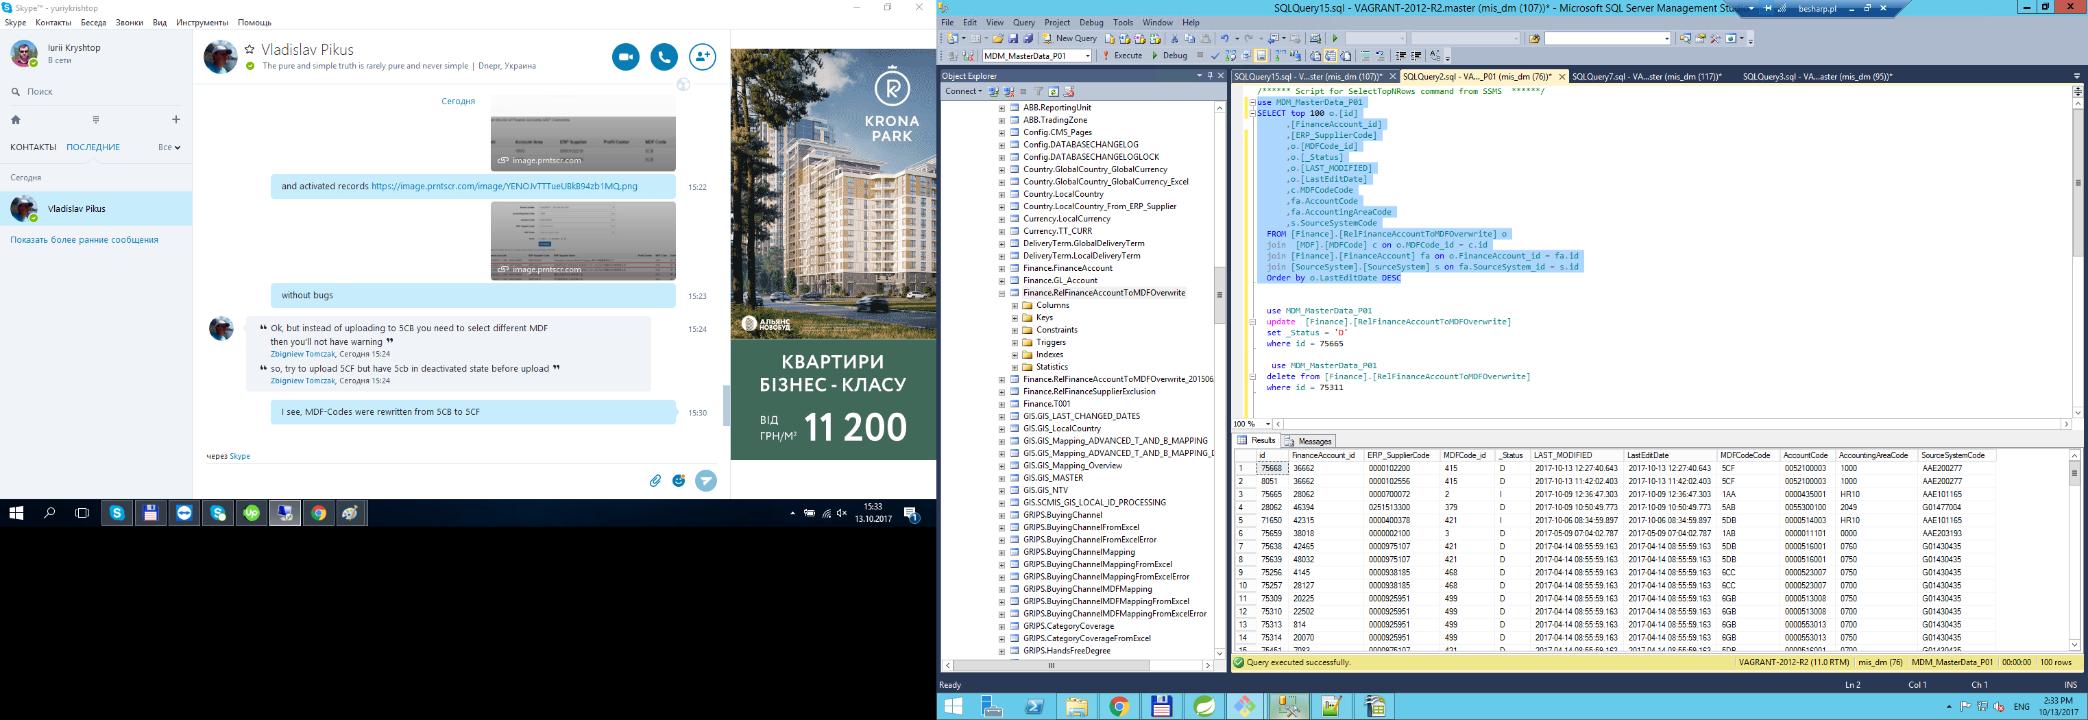 Skype™ - yuriykrishtop
Skype Контакты Беседа Звонки Вид Инструменты Помощь
Iurii Kryshtop
В сети
Поиск
КОНТАКТЫ ПОСЛЕДНИЕ Все
Сегодня
Vladislav Pikus
Показать более ранние сообщения
Vladislav Pikus
The pure and simple truth is rarely pure and never simple | Dнепр, Украина
Сегодня
image.prntscr.com
and activated records https://image.prntscr.com/image/YENOJVTTTueUBkB94zb1MQ.png
15:22
image.prntscr.com
without bugs
15:23
Ok, but instead of uploading to 5CB you need to select different MDF
then you'll not have warning
Zbigniew Tomczak, Сегодня 15:24
so, try to upload 5CF but have 5cb in deactivated state before upload
Zbigniew Tomczak, Сегодня 15:24
15:24
I see, MDF-Codes were rewritten from 5CB to 5CF
15:30
через Skype
KRONA
PARK
АЛЬЯНС
НОВОБУД
КВАРТИРИ
БІЗНЕС - КЛАСУ
ВІД
ГРН/М² 11 200
15:33
13.10.2017
SQLQuery15.sql - VAGRANT-2012-R2.master (mis_dm (107))* - Microsoft SQL Server Management Stu
besharp.pl
File Edit View Query Project Debug Tools Window Help
New Query
MDM_MasterData_P01 Execute Debug
Object Explorer
Connect
ABB.ReportingUnit
ABB.TradingZone
Config.CMS_Pages
Config.DATABASECHANGELOG
Config.DATABASECHANGELOGLOCK
Country.GlobalCountry_GlobalCurrency
Country.GlobalCountry_GlobalCurrency_Excel
Country.LocalCountry
Country.LocalCountry_From_ERP_Supplier
Currency.LocalCurrency
Currency.TT_CURR
DeliveryTerm.GlobalDeliveryTerm
DeliveryTerm.LocalDeliveryTerm
Finance.FinanceAccount
Finance.GL_Account
Finance.RelFinanceAccountToMDFOverwrite
Columns
Keys
Constraints
Triggers
Indexes
Statistics
Finance.RelFinanceAccountToMDFOverwrite_201506
Finance.RelFinanceSupplierExclusion
Finance.T001
GIS.GIS_LAST_CHANGED_DATES
GIS.GIS_LocalCountry
GIS.GIS_Mapping_ADVANCED_T_AND_B_MAPPING
GIS.GIS_Mapping_ADVANCED_T_AND_B_MAPPING_D
GIS.GIS_Mapping_Overview
GIS.GIS_MASTER
GIS.GIS_NTV
GIS.SCMIS_GIS_LOCAL_ID_PROCESSING
GRIPS.BuyingChannel
GRIPS.BuyingChannelFromExcel
GRIPS.BuyingChannelFromExcelError
GRIPS.BuyingChannelMapping
GRIPS.BuyingChannelMappingFromExcel
GRIPS.BuyingChannelMappingFromExcelError
GRIPS.BuyingChannelMDFMapping
GRIPS.BuyingChannelMDFMappingFromExcel
GRIPS.BuyingChannelMDFMappingFromExcelError
GRIPS.CategoryCoverage
GRIPS.CategoryCoverageFromExcel
GRIPS.HandsFreeDegree
SQLQuery15.sql - V...ster (mis_dm (107))* SQLQuery2.sql - VA..._P01 (mis_dm (76))* SQLQuery7.sql - VA...ster (mis_dm (117))* SQLQuery3.sql - VA...aster (mis_dm (95))*
/****** Script for SelectTopNRows command from SSMS ******/
use MDM_MasterData_P01
SELECT top 100 o.[id]
,[FinanceAccount_id]
,[ERP_SupplierCode]
,o.[MDFCode_id]
,o.[_Status]
,o.[LAST_MODIFIED]
,o.[LastEditDate]
,c.MDFCodeCode
,fa.AccountCode
,fa.AccountingAreaCode
,s.SourceSystemCode
FROM [Finance].[RelFinanceAccountToMDFOverwrite] o
join [MDF].[MDFCode] c on o.MDFCode_id = c.id
join [Finance].[FinanceAccount] fa on o.FinanceAccount_id = fa.id
join [SourceSystem].[SourceSystem] s on fa.SourceSystem_id = s.id
Order by o.LastEditDate DESC
use MDM_MasterData_P01
update [Finance].[RelFinanceAccountToMDFOverwrite]
set _Status = 'D'
where id = 75665
use MDM_MasterData_P01
delete from [Finance].[RelFinanceAccountToMDFOverwrite]
where id = 75311
100 %
Results Messages
id FinanceAccount_id ERP_SupplierCode MDFCode_id _Status LAST_MODIFIED LastEditDate MDFCodeCode AccountCode AccountingAreaCode SourceSystemCode
1 75668 36662 0000102200 415 D 2017-10-13 12:27:40.643 2017-10-13 12:27:40.643 5CF 0052100003 1000 AAE200277
2 8051 36662 0000102556 415 D 2017-10-13 11:42:02.403 2017-10-13 11:42:02.403 5CF 0052100003 1000 AAE200277
3 75665 28062 0000700072 2 I 2017-10-09 12:36:47.303 2017-10-09 12:36:47.303 1AA 0000435001 HR10 AAE101165
4 28062 46394 0251513300 379 D 2017-10-09 10:50:49.773 2017-10-09 10:50:49.773 5AB 0055300100 2049 G01477004
5 71650 42315 0000400378 421 I 2017-10-06 08:34:59.897 2017-10-06 08:34:59.897 5DB 0000514003 HR10 AAE101165
6 75659 38018 0000002100 3 D 2017-05-09 07:04:02.787 2017-05-09 07:04:02.787 1AB 0000011101 0000 AAE203193
7 75638 42465 0000975107 421 D 2017-04-14 08:55:59.163 2017-04-14 08:55:59.163 5DB 0000516001 0760 G01430435
8 75639 48032 0000975107 421 D 2017-04-14 08:55:59.163 2017-04-14 08:55:59.163 5DB 0000516001 0750 G01430435
9 75256 4145 0000938185 468 D 2017-04-14 08:55:59.163 2017-04-14 08:55:59.163 6CC 0000523007 0750 G01430435
10 75257 28127 0000938185 468 D 2017-04-14 08:55:59.163 2017-04-14 08:55:59.163 6CC 0000523007 0700 G01430435
11 75309 20225 0000925951 499 D 2017-04-14 08:55:59.163 2017-04-14 08:55:59.163 6GB 0000513008 0750 G01430435
12 75310 22502 0000925951 499 D 2017-04-14 08:55:59.163 2017-04-14 08:55:59.163 6GB 0000513008 0700 G01430435
13 75313 814 0000925951 499 D 2017-04-14 08:55:59.163 2017-04-14 08:55:59.163 6GB 0000553013 0700 G01430435
14 75314 20070 0000925951 499 D 2017-04-14 08:55:59.163 2017-04-14 08:55:59.163 6GB 0000553013 0750 G01430435
Query executed successfully. VAGRANT-2012-R2 (11.0 RTM) mis_dm (76) MDM_MasterData_P01 00:00:00 100 rows
Ready Ln 2 Col 1 Ch 1 INS
ENG 2:33 PM
10/13/2017